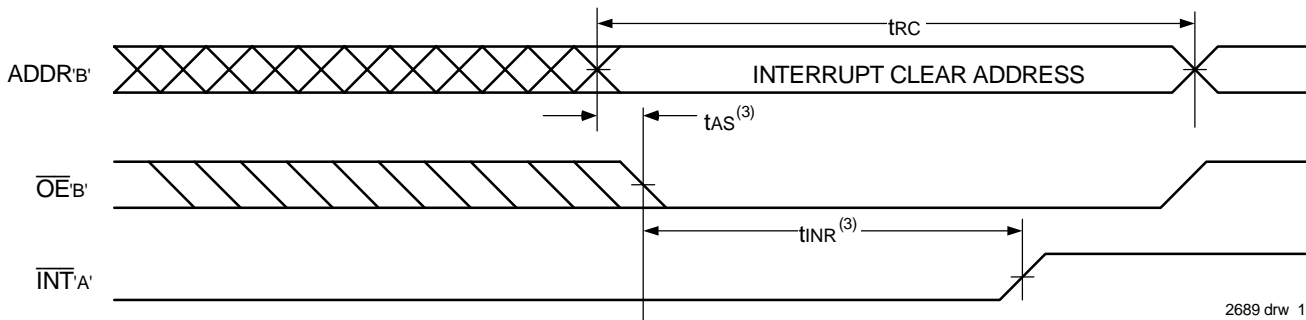 tRC
ADDR'B'
INTERRUPT CLEAR ADDRESS
tAS(3)
OE'B'
tINR(3)
INT'A'
2689 drw 1